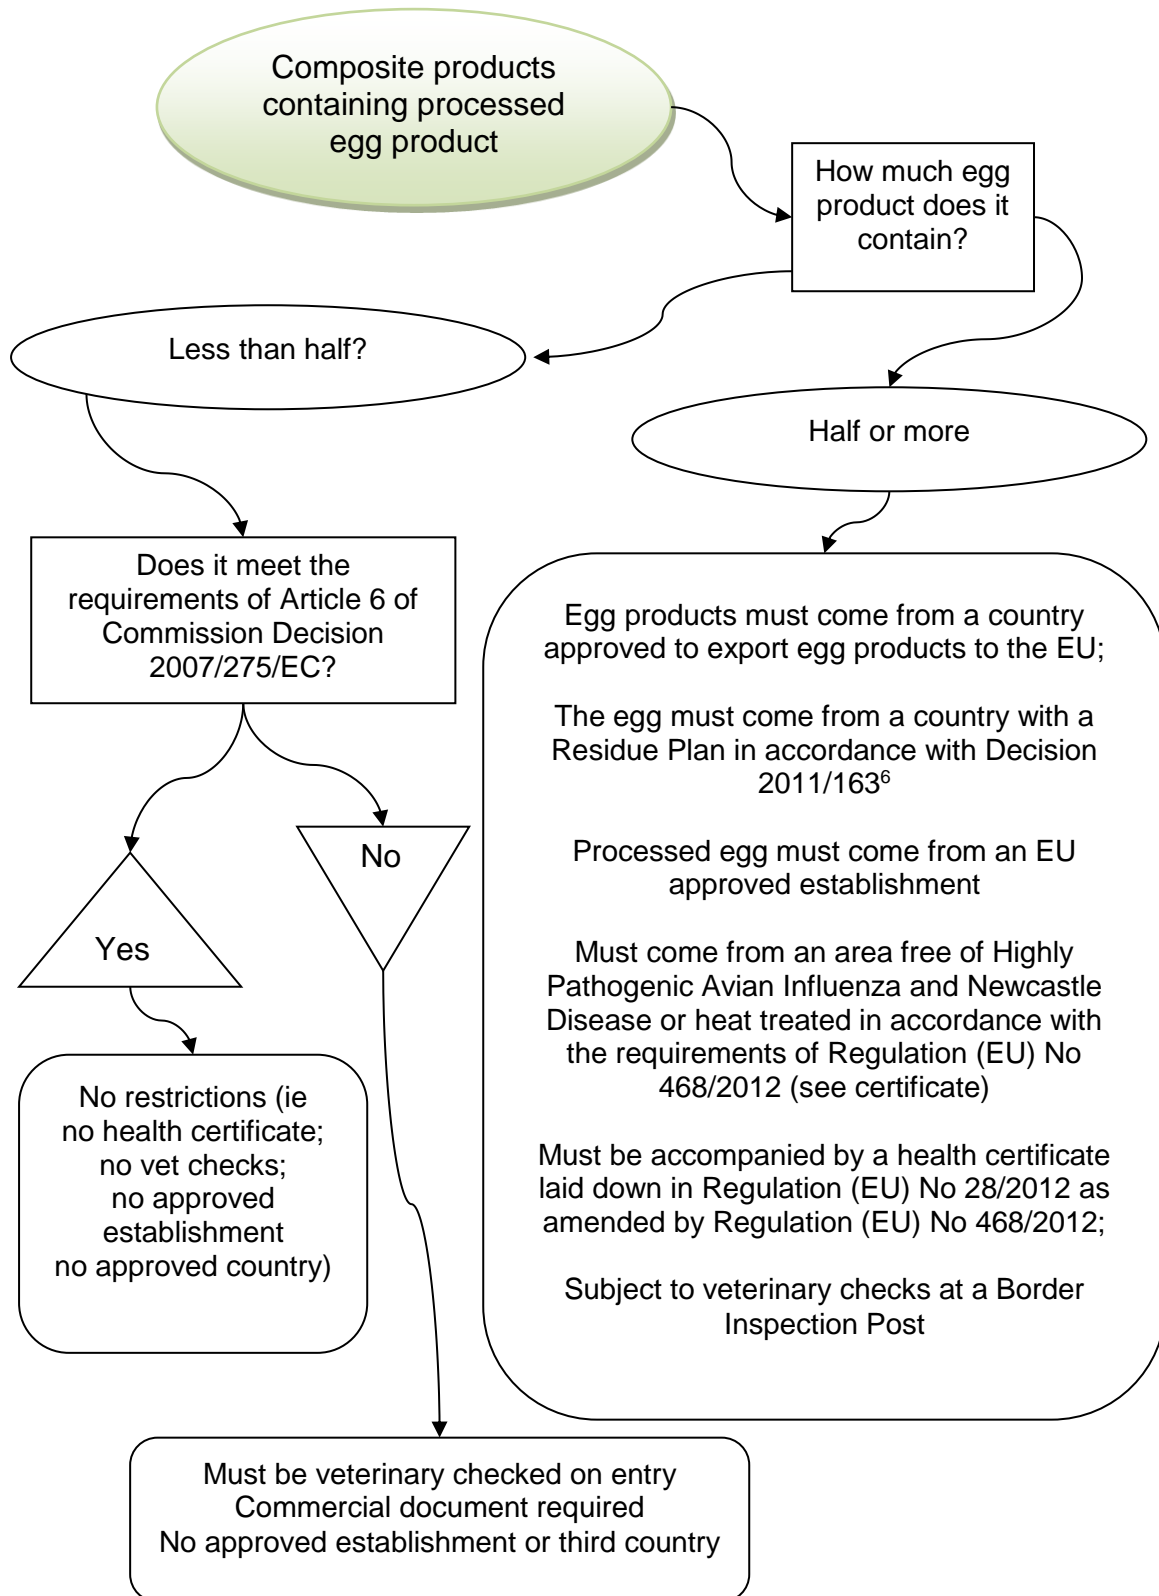 Composite products
containing processed
egg product
How much egg
product does it
contain?
Less than half?
Half or more
Does it meet the
requirements of Article 6 of
Commission Decision
2007/275/EC?
Egg products must come from a country
approved to export egg products to the EU;
The egg must come from a country with a
Residue Plan in accordance with Decision
2011/163⁶
Processed egg must come from an EU
approved establishment
Must come from an area free of Highly
Pathogenic Avian Influenza and Newcastle
Disease or heat treated in accordance with
the requirements of Regulation (EU) No
468/2012 (see certificate)
Must be accompanied by a health certificate
laid down in Regulation (EU) No 28/2012 as
amended by Regulation (EU) No 468/2012;
Subject to veterinary checks at a Border
Inspection Post
No
Yes
No restrictions (ie
no health certificate;
no vet checks;
no approved
establishment
no approved country)
Must be veterinary checked on entry
Commercial document required
No approved establishment or third country